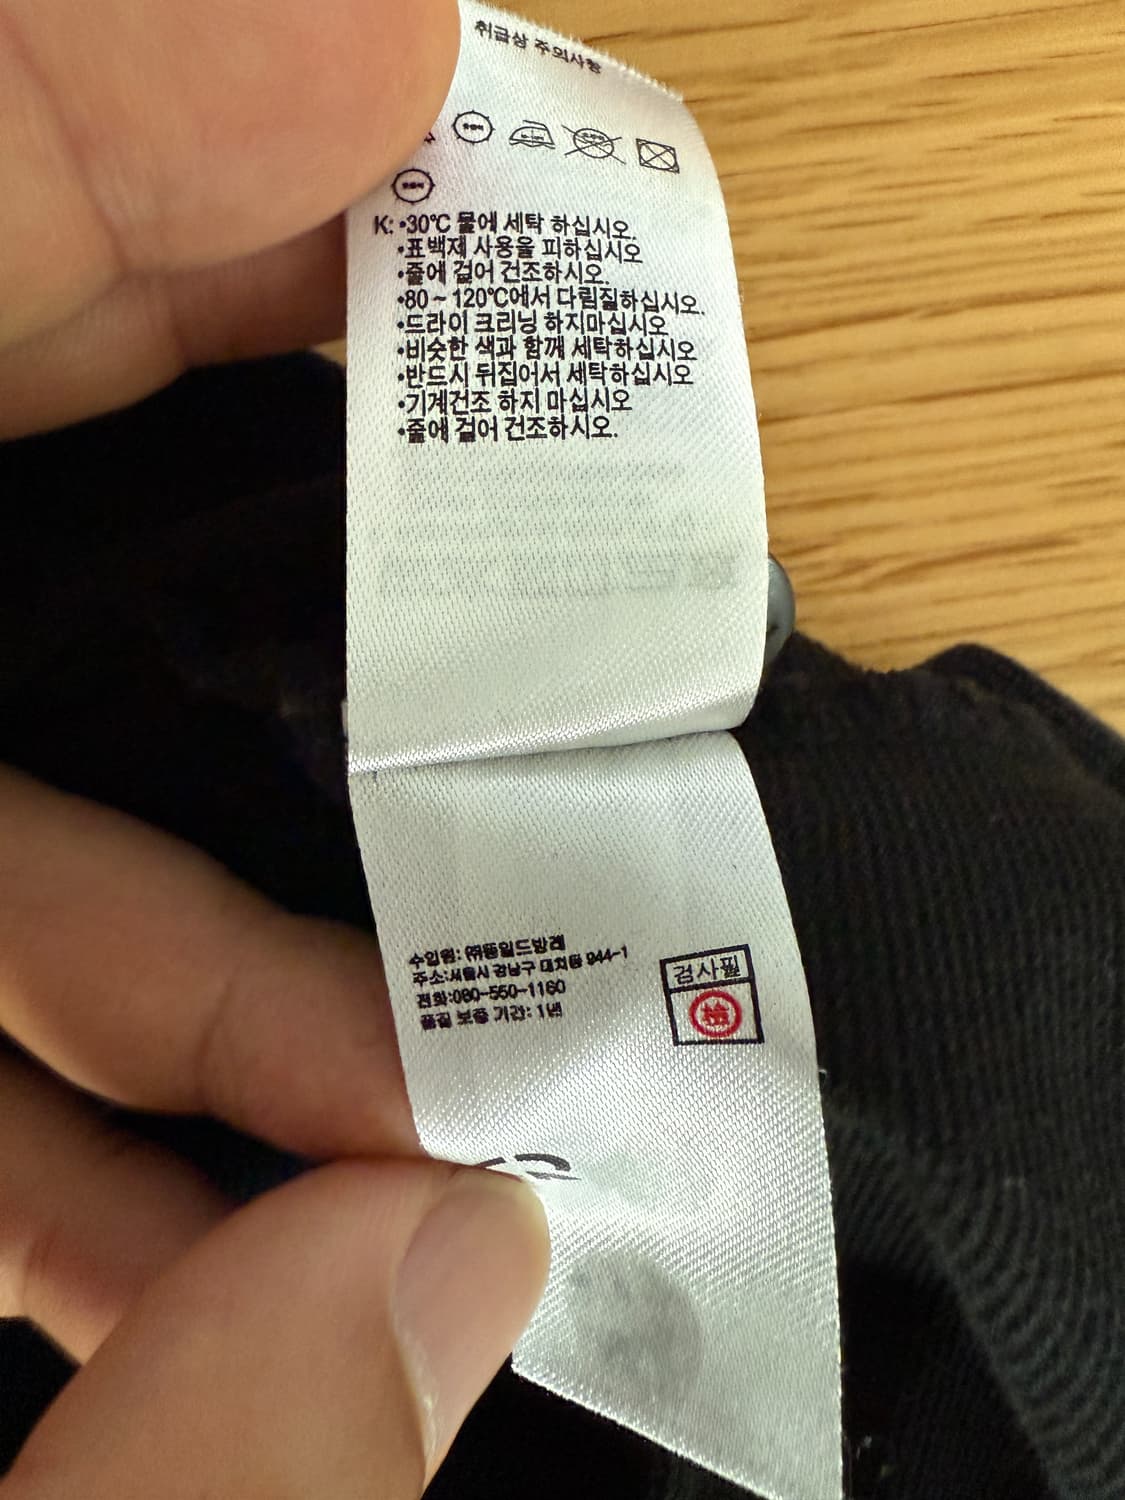 취급상 주의사항
K: •30℃ 물에 세탁 하십시오.
•표백제 사용을 피하십시오
•줄에 걸어 건조하시오.
•80 ~ 120℃에서 다림질하십시오.
•드라이 크리닝 하지마십시오
•비슷한 색과 함께 세탁하십시오
•반드시 뒤집어서 세탁하십시오
•기계건조 하지 마십시오
•줄에 걸어 건조하시오.
수입원:
주소:서울시 강남구 대치동 944-1
전화:080-550-1160
품질 보증 기간: 1년
검사필